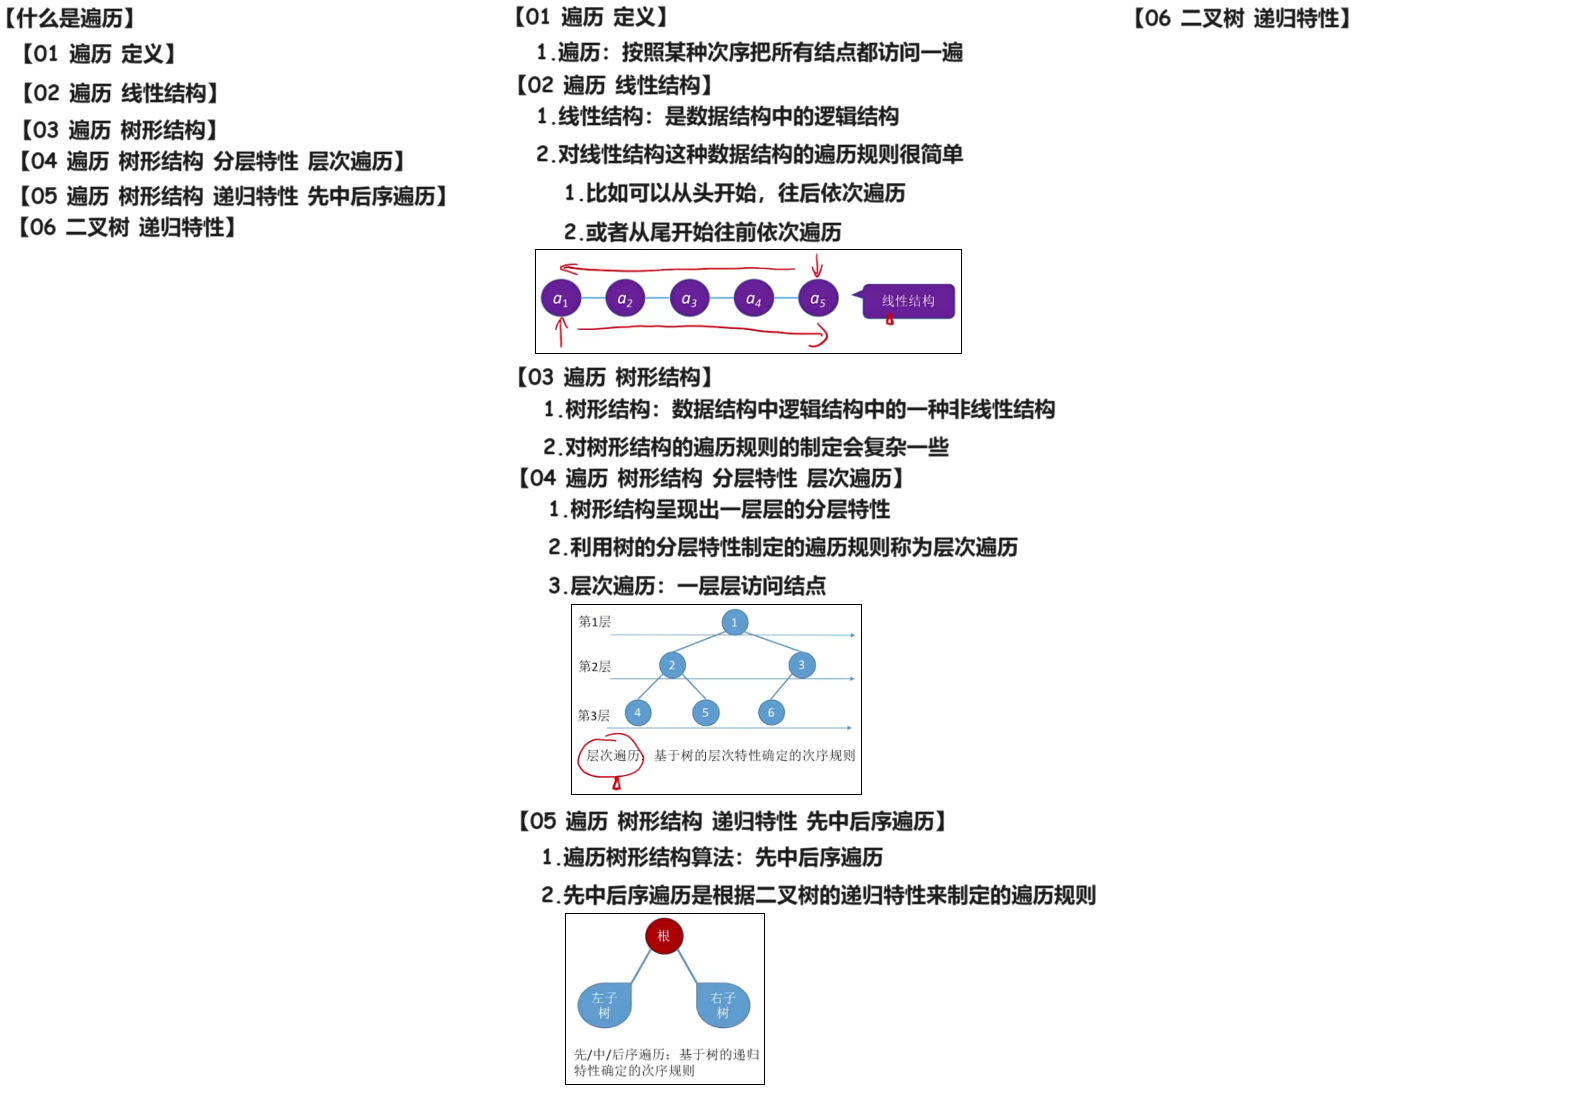 【什么是遍历】
【01 遍历 定义】
【02 遍历 线性结构】
【03 遍历 树形结构】
【04 遍历 树形结构 分层特性 层次遍历】
【05 遍历 树形结构 递归特性 先中后序遍历】
【06 二叉树 递归特性】
【01 遍历 定义】
1.遍历：按照某种次序把所有结点都访问一遍
【02 遍历 线性结构】
1.线性结构：是数据结构中的逻辑结构
2.对线性结构这种数据结构的遍历规则很简单
1.比如可以从头开始，往后依次遍历
2.或者从尾开始往前依次遍历
a1 a2 a3 a4 a5 线性结构
【03 遍历 树形结构】
1.树形结构：数据结构中逻辑结构中的一种非线性结构
2.对树形结构的遍历规则的制定会复杂一些
【04 遍历 树形结构 分层特性 层次遍历】
1.树形结构呈现出一层层的分层特性
2.利用树的分层特性制定的遍历规则称为层次遍历
3.层次遍历：一层层访问结点
第1层 1
第2层 2 3
第3层 4 5 6
层次遍历 基于树的层次特性确定的次序规则
【05 遍历 树形结构 递归特性 先中后序遍历】
1.遍历树形结构算法：先中后序遍历
2.先中后序遍历是根据二叉树的递归特性来制定的遍历规则
根
左子 右子
树 树
先/中/后序遍历：基于树的递归
特性确定的次序规则
【06 二叉树 递归特性】